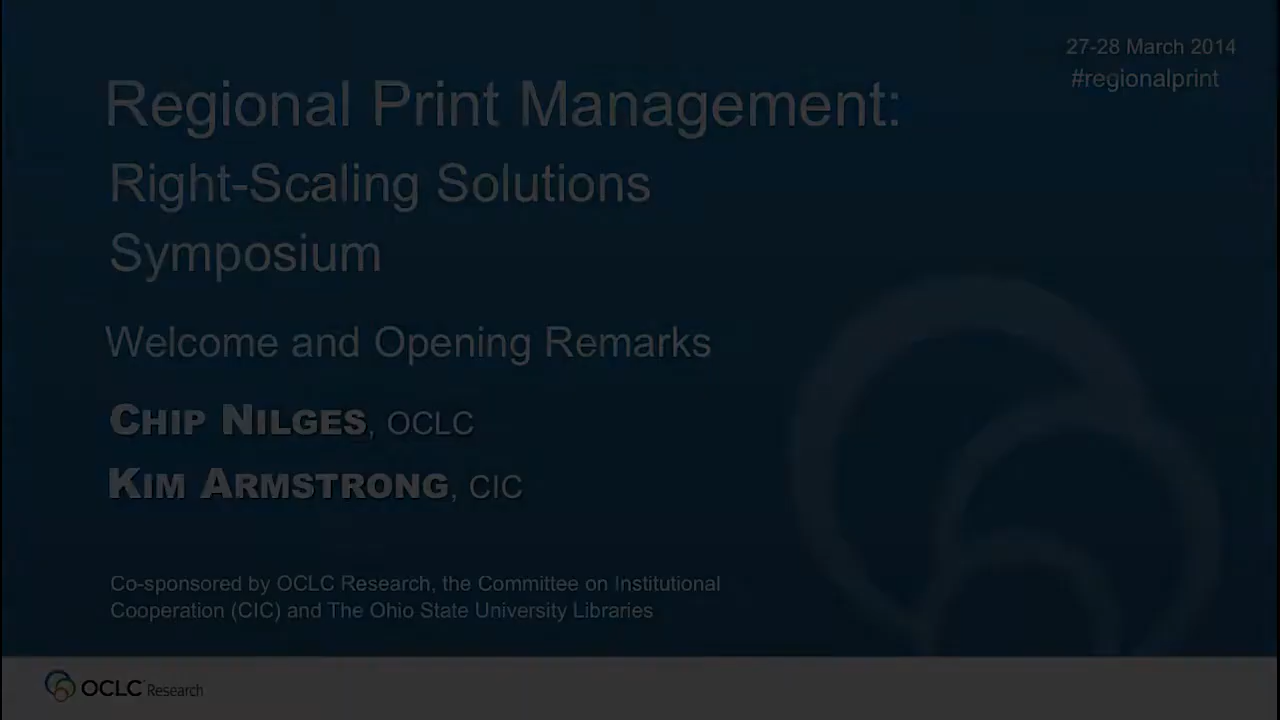 27-28 March 2014
#regionalprint
Regional Print Management:
Right-Scaling Solutions
Symposium
Welcome and Opening Remarks
CHIP NILGES, OCLC
KIM ARMSTRONG, CIC
Co-sponsored by OCLC Research, the Committee on Institutional
Cooperation (CIC) and The Ohio State University Libraries
OCLC Research